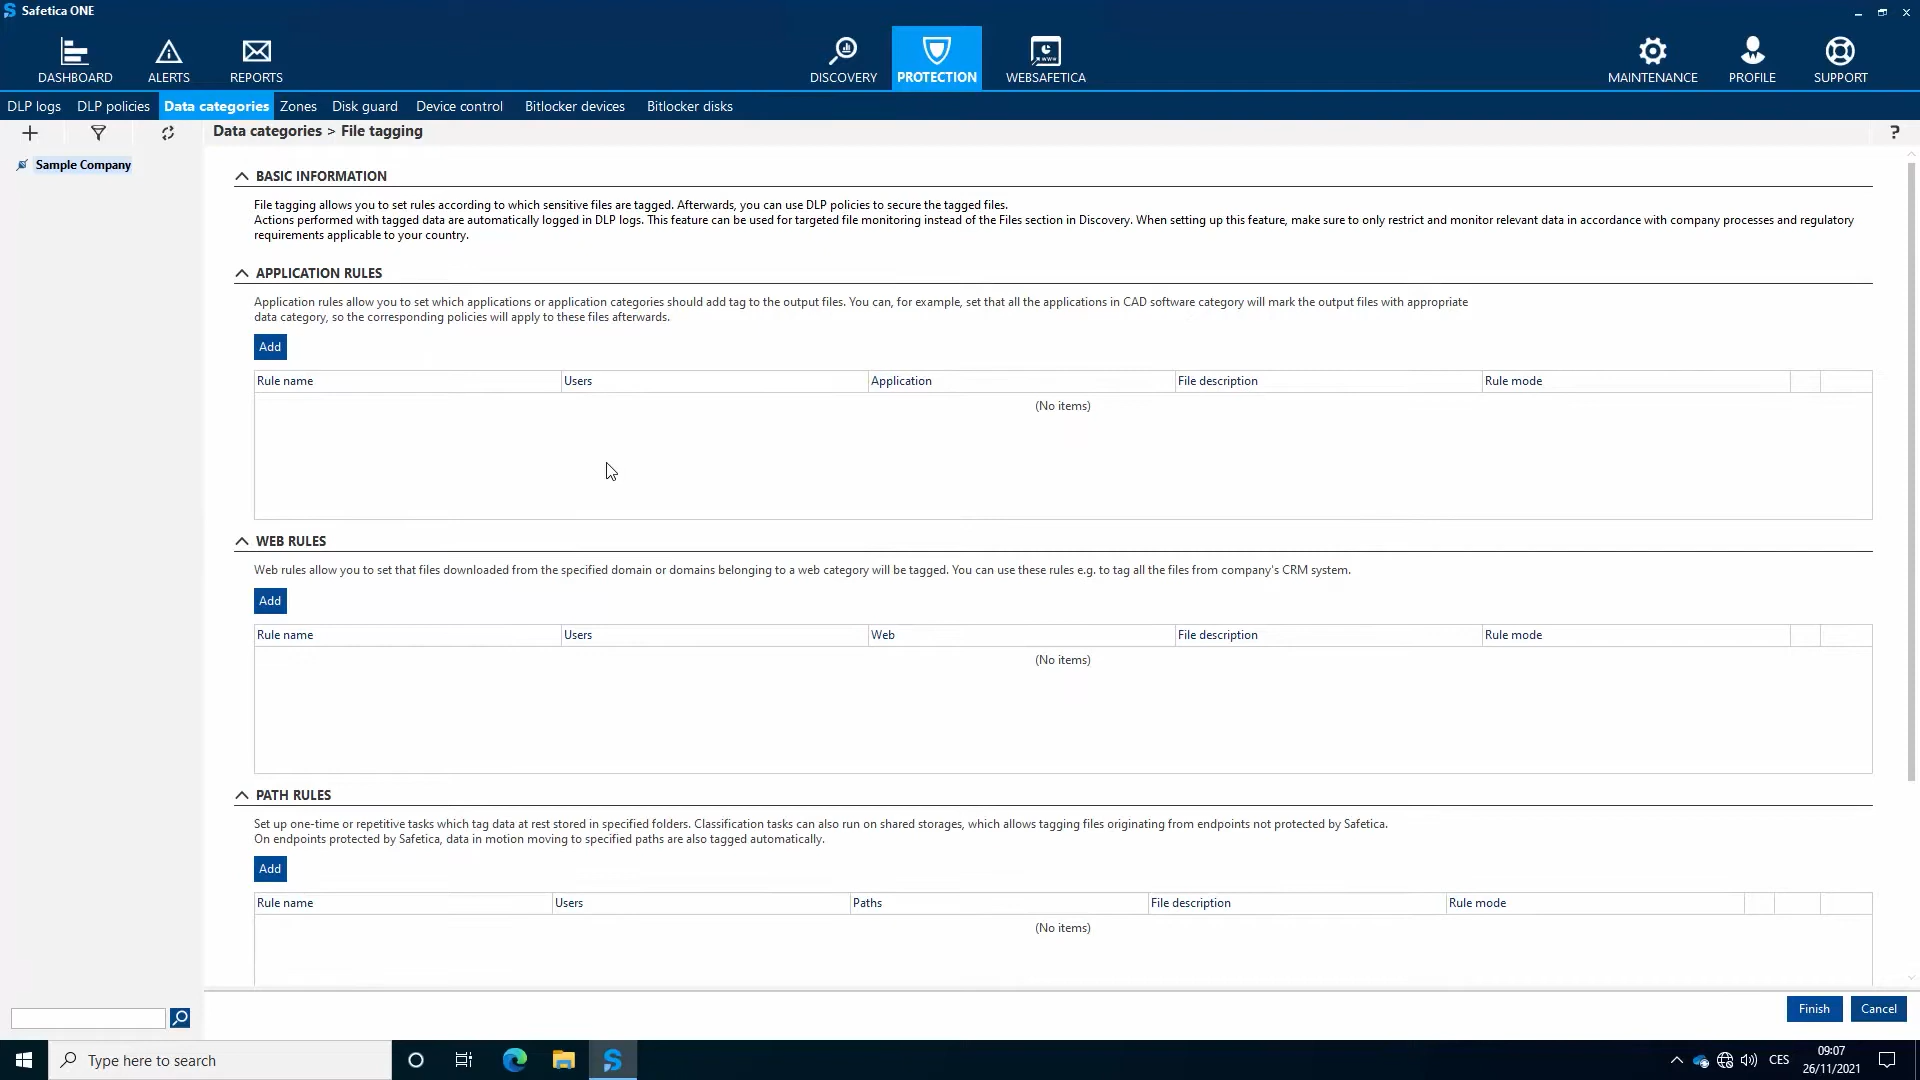 Safetica ONE
DASHBOARD
ALERTS
REPORTS
DISCOVERY
PROTECTION
WEBSAFETICA
MAINTENANCE
PROFILE
SUPPORT
DLP logs
DLP policies
Data categories
Zones
Disk guard
Device control
Bitlocker devices
Bitlocker disks
Data categories > File tagging
?
Sample Company
BASIC INFORMATION
File tagging allows you to set rules according to which sensitive files are tagged. Afterwards, you can use DLP policies to secure the tagged files.
Actions performed with tagged data are automatically logged in DLP logs. This feature can be used for targeted file monitoring instead of the Files section in Discovery. When setting up this feature, make sure to only restrict and monitor relevant data in accordance with company processes and regulatory
requirements applicable to your country.
APPLICATION RULES
Application rules allow you to set which applications or application categories should add tag to the output files. You can, for example, set that all the applications in CAD software category will mark the output files with appropriate
data category, so the corresponding policies will apply to these files afterwards.
Add
Rule name Users Application File description Rule mode
(No items)
WEB RULES
Web rules allow you to set that files downloaded from the specified domain or domains belonging to a web category will be tagged. You can use these rules e.g. to tag all the files from company's CRM system.
Add
Rule name Users Web File description Rule mode
(No items)
PATH RULES
Set up one-time or repetitive tasks which tag data at rest stored in specified folders. Classification tasks can also run on shared storages, which allows tagging files originating from endpoints not protected by Safetica.
On endpoints protected by Safetica, data in motion moving to specified paths are also tagged automatically.
Add
Rule name Users Paths File description Rule mode
(No items)
Finish
Cancel
Type here to search
CES
09:07
26/11/2021